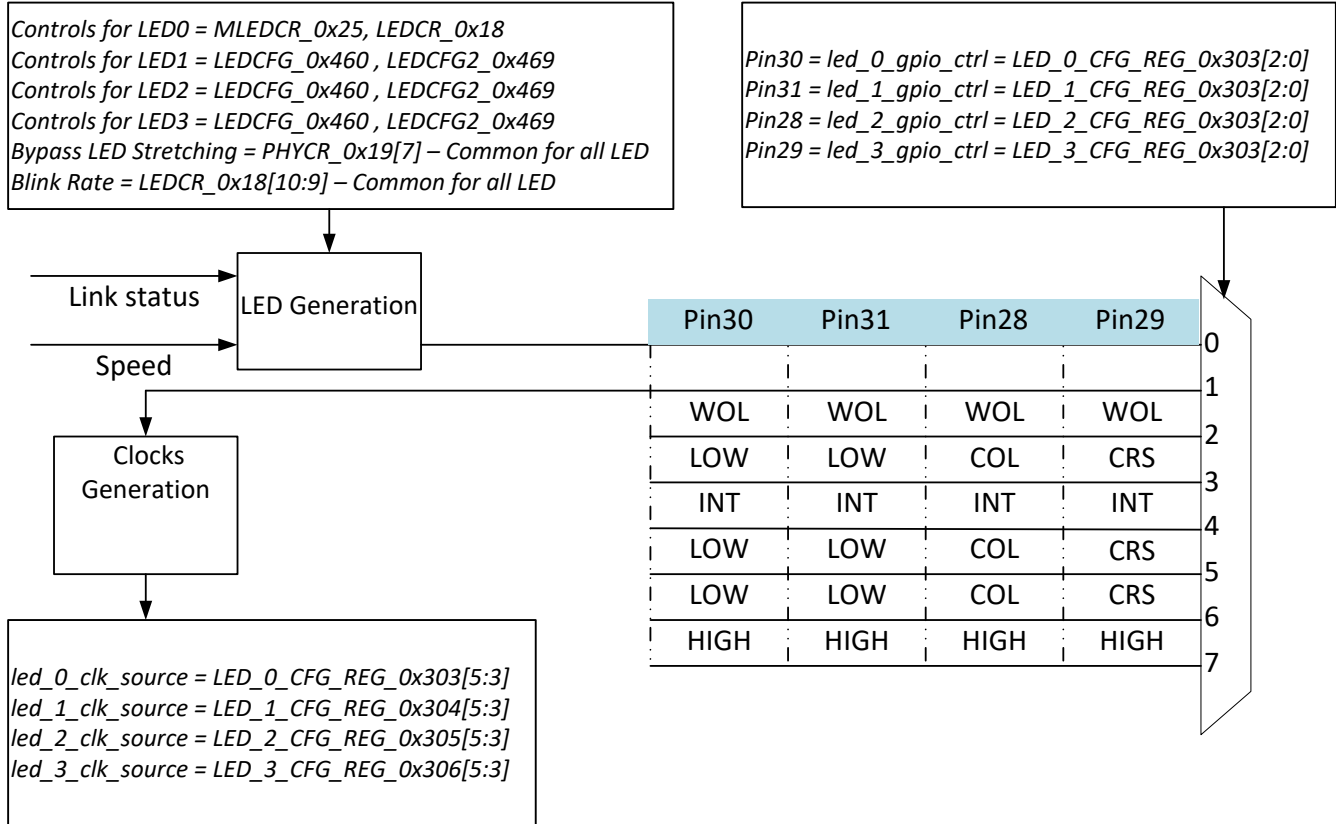 Controls for LED0 = MLEDCR_0x25, LEDCR_0x18
Controls for LED1 = LEDCFG_0x460 , LEDCFG2_0x469
Controls for LED2 = LEDCFG_0x460 , LEDCFG2_0x469
Controls for LED3 = LEDCFG_0x460 , LEDCFG2_0x469
Bypass LED Stretching = PHYCR_0x19[7] – Common for all LED
Blink Rate = LEDCR_0x18[10:9] – Common for all LED
Pin30 = led_0_gpio_ctrl = LED_0_CFG_REG_0x303[2:0]
Pin31 = led_1_gpio_ctrl = LED_1_CFG_REG_0x303[2:0]
Pin28 = led_2_gpio_ctrl = LED_2_CFG_REG_0x303[2:0]
Pin29 = led_3_gpio_ctrl = LED_3_CFG_REG_0x303[2:0]
Link status
Speed
LED Generation
Pin30 Pin31 Pin28 Pin29
0
1
WOL WOL WOL WOL
2
LOW LOW COL CRS
3
INT INT INT INT
4
LOW LOW COL CRS
5
LOW LOW COL CRS
6
HIGH HIGH HIGH HIGH
7
Clocks
Generation
led_0_clk_source = LED_0_CFG_REG_0x303[5:3]
led_1_clk_source = LED_1_CFG_REG_0x304[5:3]
led_2_clk_source = LED_2_CFG_REG_0x305[5:3]
led_3_clk_source = LED_3_CFG_REG_0x306[5:3]